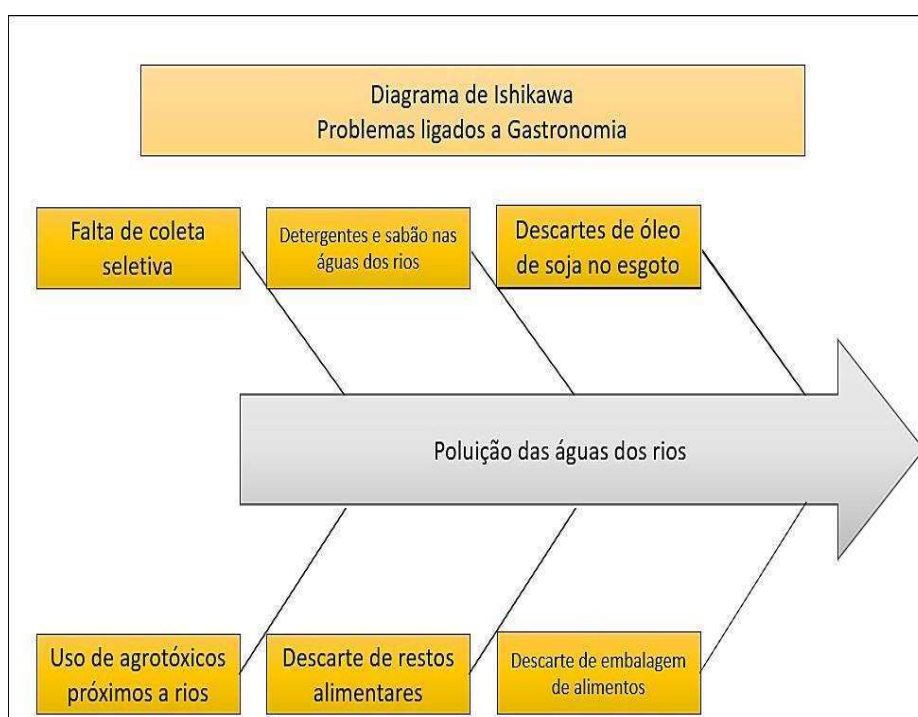 Diagrama de Ishikawa
Problemas ligados a Gastronomia
Falta de coleta
seletiva
Detergentes e sabão nas
águas dos rios
Descartes de óleo
de soja no esgoto
Poluição das águas dos rios
Uso de agrotóxicos
próximos a rios
Descarte de restos
alimentares
Descarte de embalagem
de alimentos